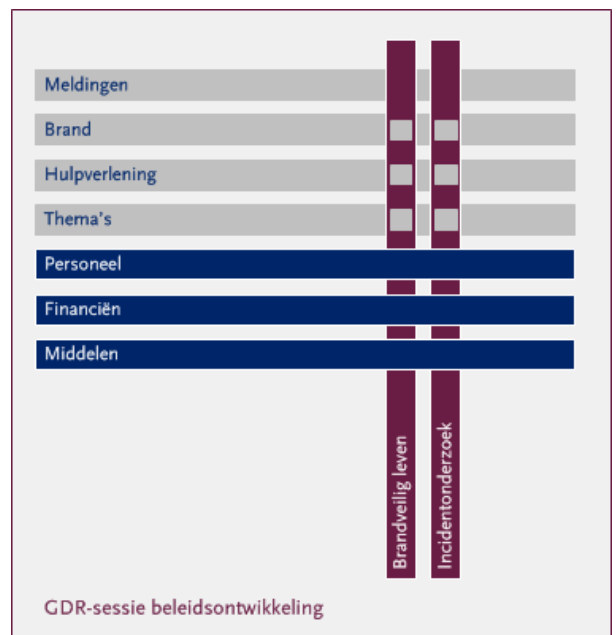 Meldingen
Brand
Hulpverlening
Thema's
Personeel
Financiën
Middelen
Brandveilig leven
Incidentonderzoek
GDR-sessie beleidsontwikkeling